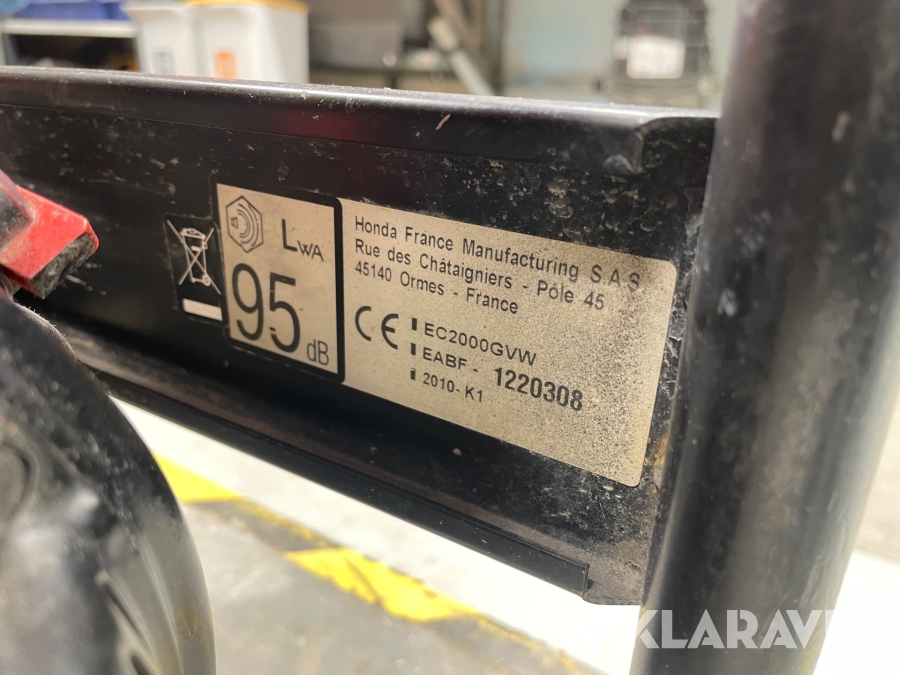 LWA
95
dB
Honda France Manufacturing S.A.S
Rue des Châtaigniers - Pôle 45
45140 Ormes - France
CE
EC2000GVW
EABF - 1220308
2010- K1
KLARAVI